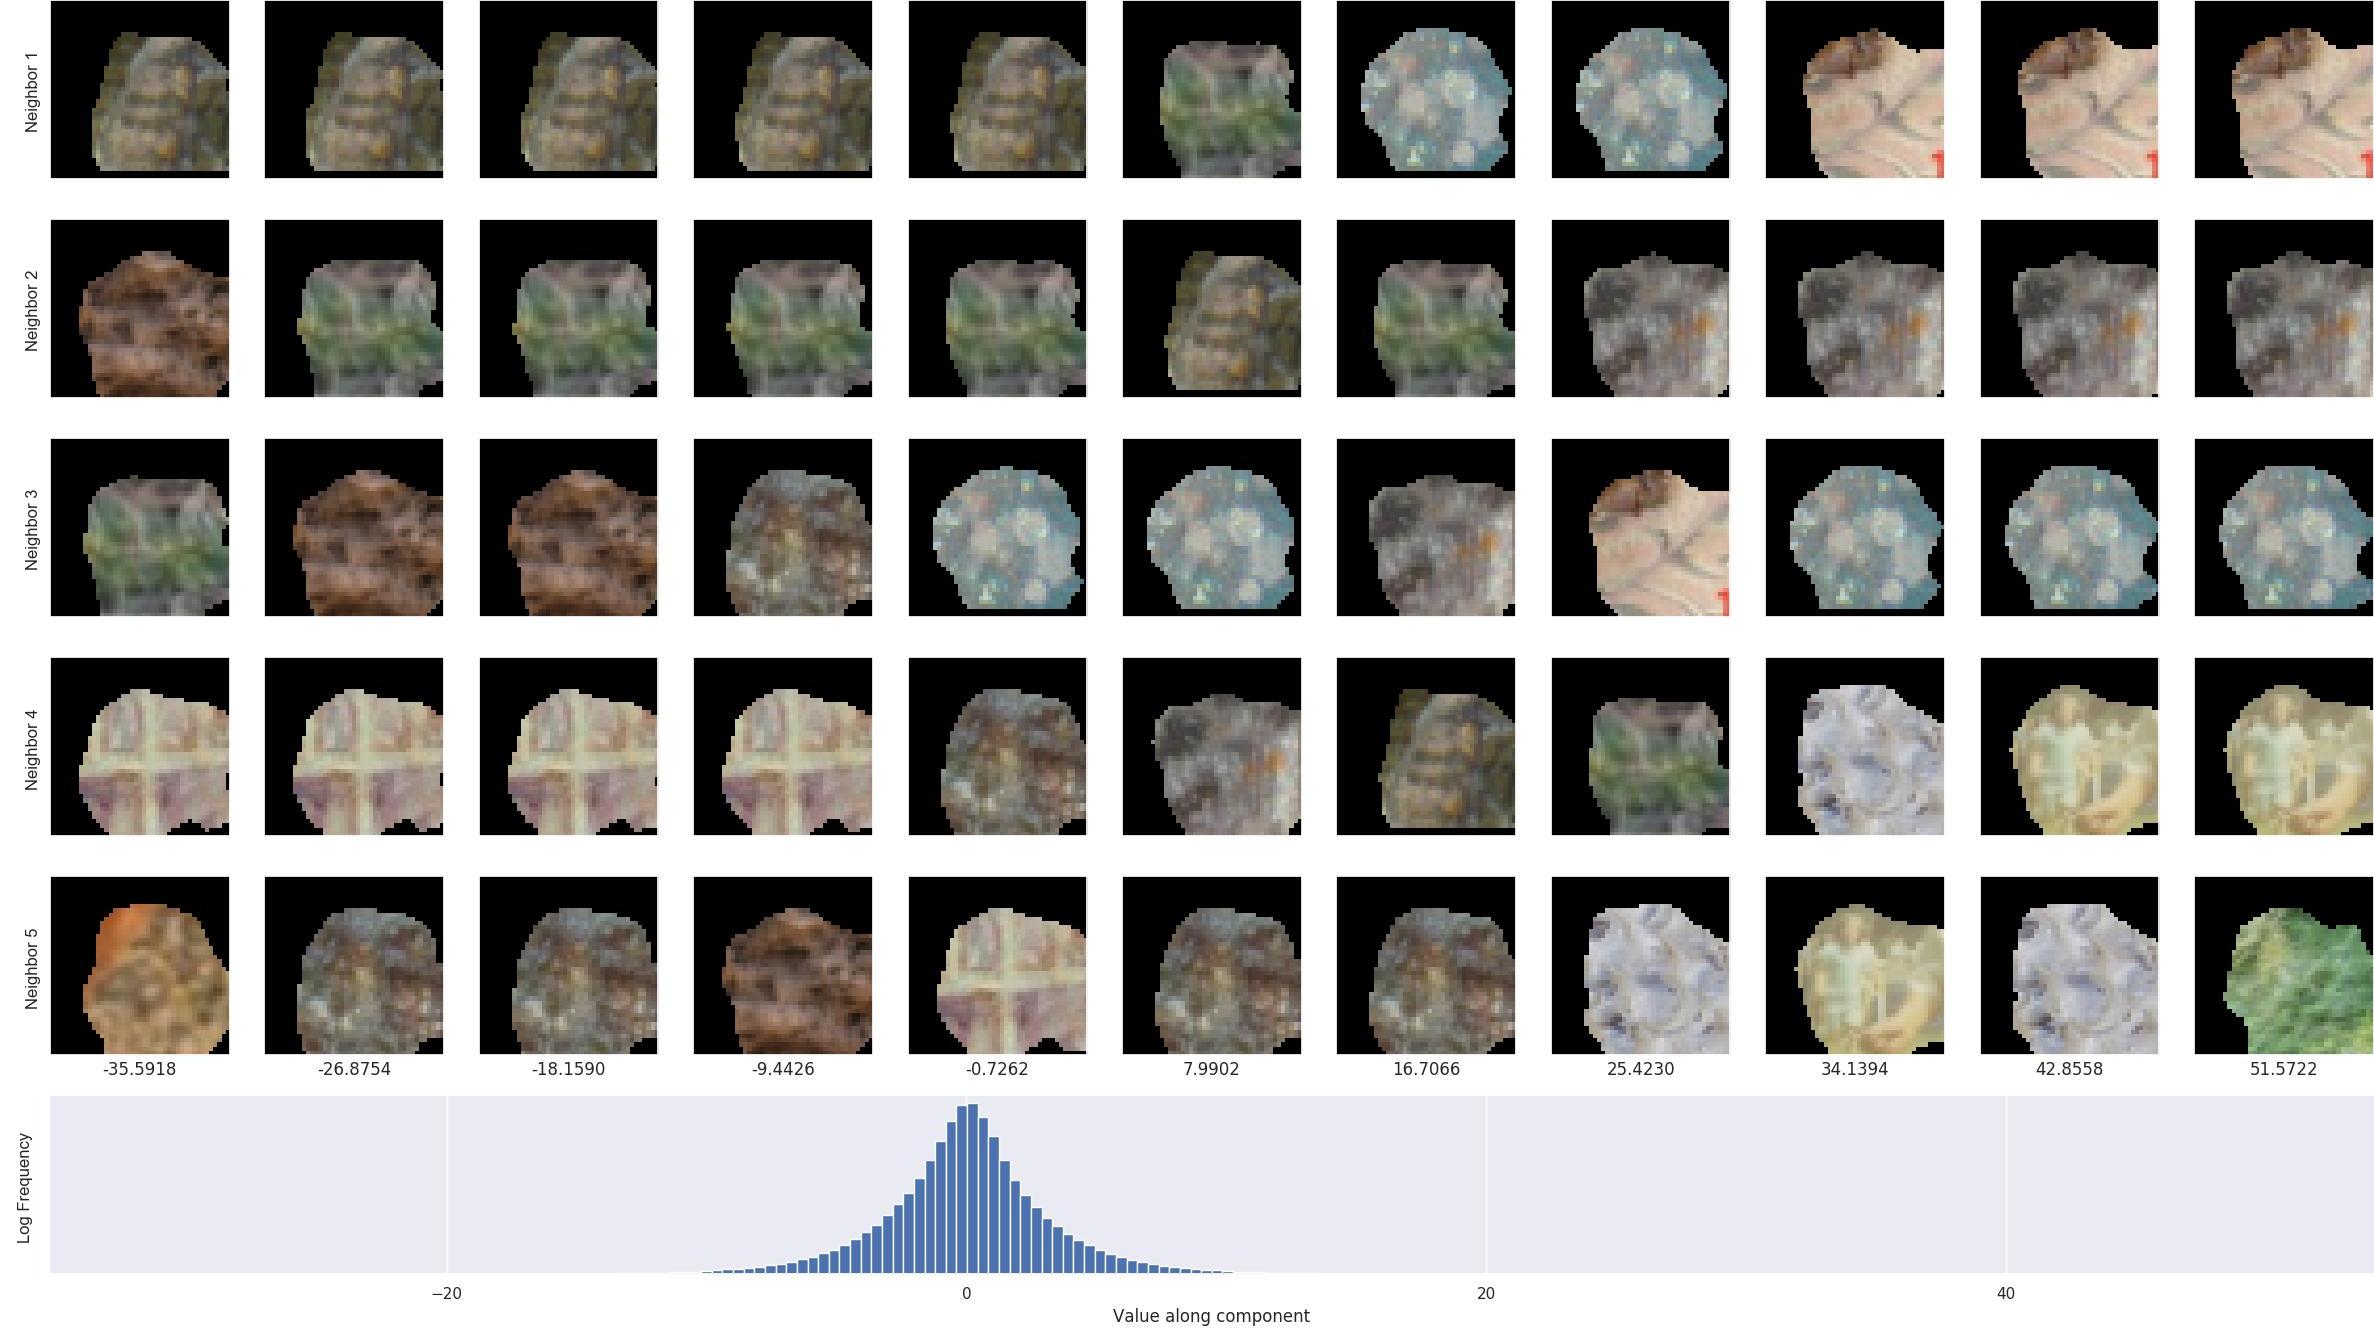 Neighbor 1
Neighbor 2
Neighbor 3
Neighbor 4
Neighbor 5
-35.5918 -26.8754 -18.1590 -9.4426 -0.7262 7.9902 16.7066 25.4230 34.1394 42.8558 51.5722
Log Frequency
−20 0 20 40
Value along component